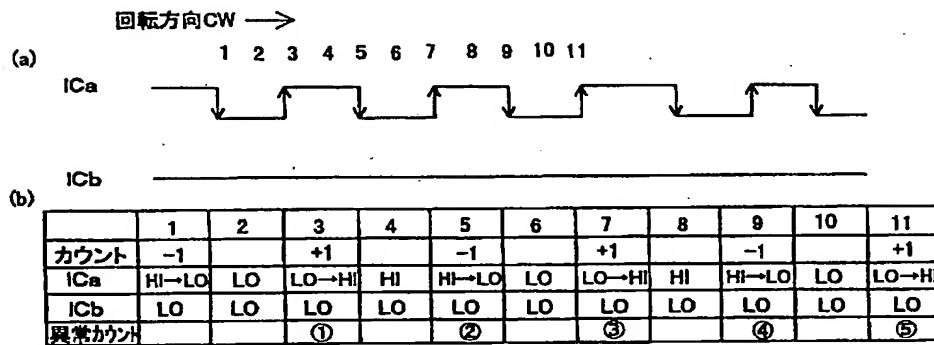 回転方向CW →
(a)
1 2 3 4 5 6 7 8 9 10 11
ICa
ICb
(b)
1 2 3 4 5 6 7 8 9 10 11
カウント -1 +1 -1 +1 -1 +1
ICa HI→LO LO LO→HI HI HI→LO LO LO→HI HI HI→LO LO LO→HI
ICb LO LO LO LO LO LO LO LO LO LO LO
異常カウント ① ② ③ ④ ⑤